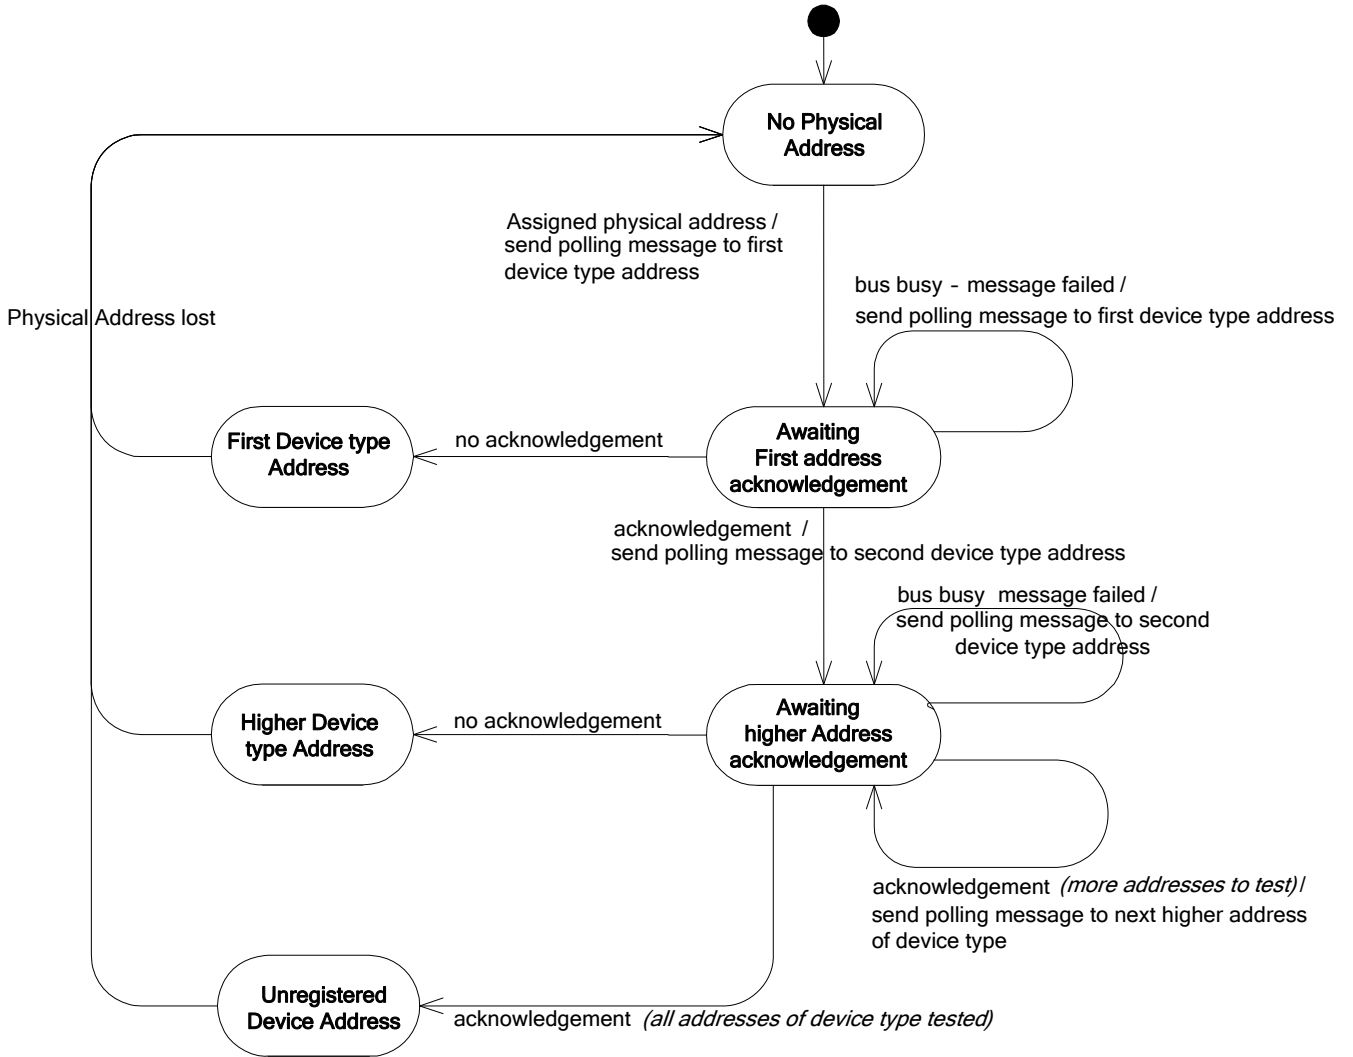 No Physical
Address
Assigned physical address /
send polling message to first
device type address
bus busy - message failed /
send polling message to first device type address
Physical Address lost
First Device type
Address
no acknowledgement
Awaiting
First address
acknowledgement
acknowledgement /
send polling message to second device type address
bus busy message failed /
send polling message to second
device type address
Higher Device
type Address
no acknowledgement
Awaiting
higher Address
acknowledgement
acknowledgement (more addresses to test)/
send polling message to next higher address
of device type
Unregistered
Device Address
acknowledgement (all addresses of device type tested)